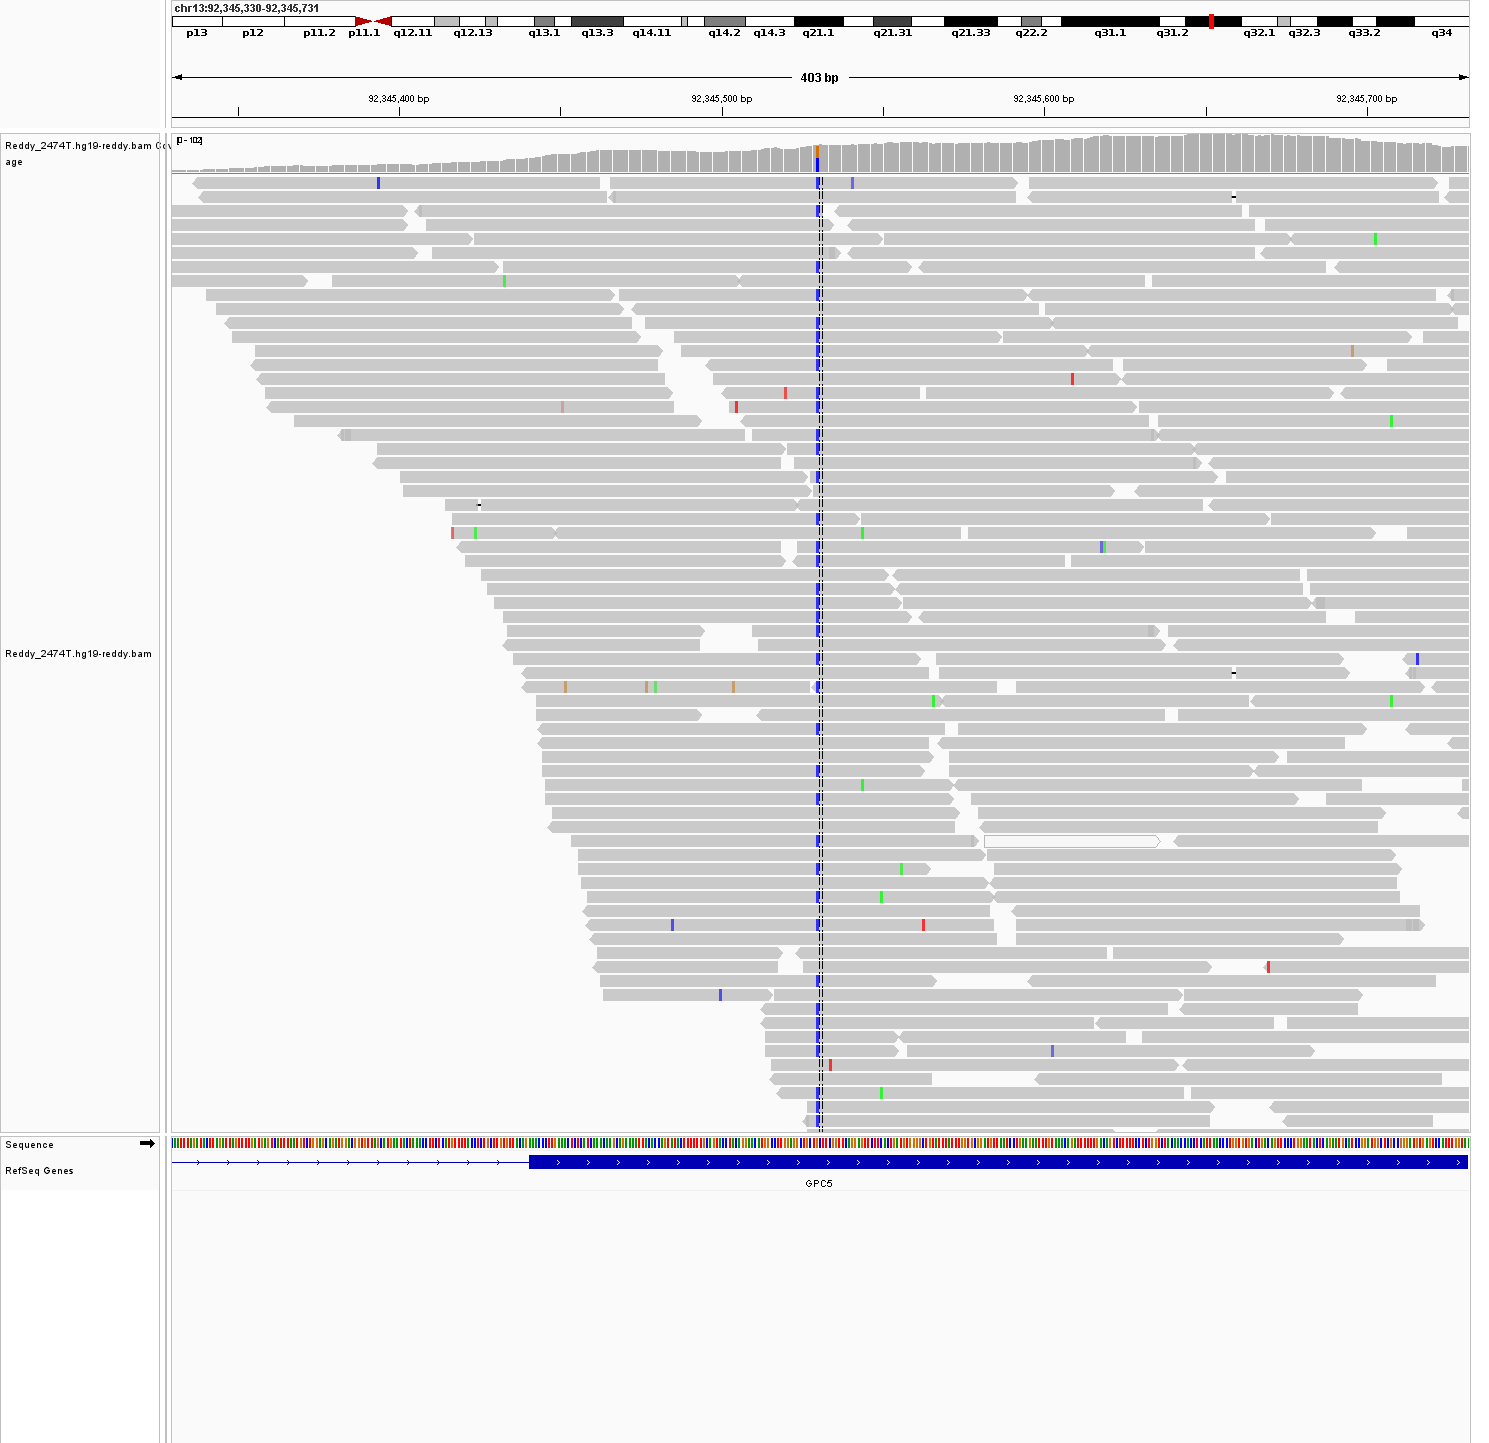 chr13:92,345,330-92,345,731
p13 p12 p11.2 p11.1 q12.11 q12.13 q13.1 q13.3 q14.11 q14.2 q14.3 q21.1 q21.31 q21.33 q22.2 q31.1 q31.2 q32.1 q32.3 q33.2 q34
403 bp
92,345,400 bp 92,345,500 bp 92,345,600 bp 92,345,700 bp
[0 - 102]
Reddy_2474T.hg19-reddy.bam Cov
age
Reddy_2474T.hg19-reddy.bam
Sequence
RefSeq Genes
GPC5